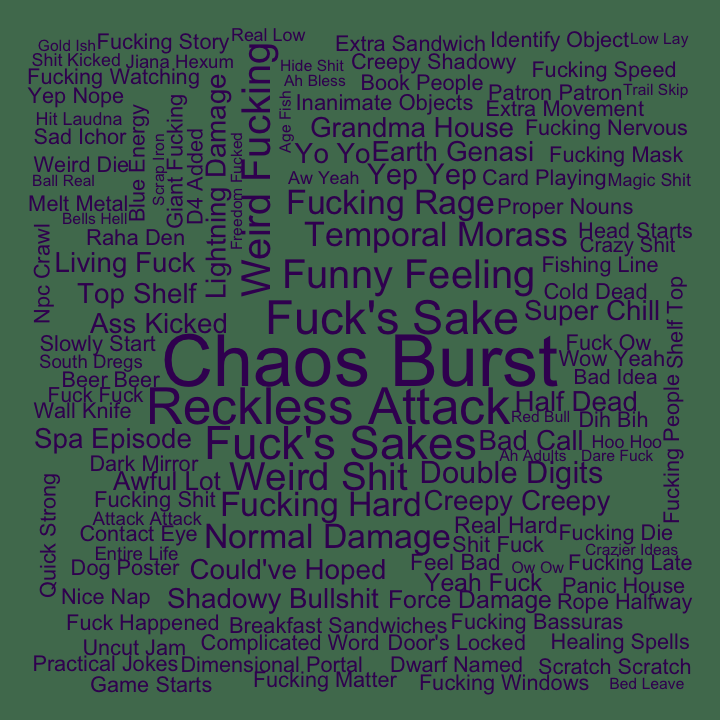 Gold Ish
Fucking Story
Real Low
Extra Sandwich
Identify Object
Low Lay
Shit Kicked
Jiana Hexum
Hide Shit
Creepy Shadowy
Fucking Speed
Fucking Watching
Ah Bless
Book People
Patron Patron
Trail Skip
Yep Nope
Inanimate Objects
Extra Movement
Hit Laudna
Blue Energy
Scrap Iron
Giant Fucking
D4 Added
Lightning Damage
Freedom Fucked
Weird Fucking
Age Fish
Grandma House
Fucking Nervous
Sad Ichor
Yo Yo
Earth Genasi
Fucking Mask
Weird Die
Aw Yeah
Yep Yep
Card Playing
Magic Shit
Ball Real
Melt Metal
Fucking Rage
Proper Nouns
Bells Hell
Npc Crawl
Raha Den
Temporal Morass
Head Starts
Crazy Shit
Living Fuck
Funny Feeling
Fishing Line
Top Shelf
Cold Dead
Ass Kicked
Fuck's Sake
Super Chill
Fucking People Shelf Top
Slowly Start
Chaos Burst
Fuck Ow
South Dregs
Wow Yeah
Beer Beer
Bad Idea
Fuck Fuck
Wall Knife
Reckless Attack
Half Dead
Red Bull
Dih Bih
Spa Episode
Fuck's Sakes
Bad Call
Hoo Hoo
Ah Adults
Dare Fuck
Dark Mirror
Awful Lot
Weird Shit
Double Digits
Quick Strong
Fucking Shit
Fucking Hard
Creepy Creepy
Attack Attack
Contact Eye
Normal Damage
Real Hard
Shit Fuck
Fucking Die
Entire Life
Crazier Ideas
Dog Poster
Could've Hoped
Feel Bad
Ow Ow
Fucking Late
Yeah Fuck
Panic House
Nice Nap
Shadowy Bullshit
Force Damage
Rope Halfway
Fuck Happened
Breakfast Sandwiches
Fucking Bassuras
Uncut Jam
Complicated Word
Door's Locked
Healing Spells
Practical Jokes
Dimensional Portal
Dwarf Named
Scratch Scratch
Game Starts
Fucking Matter
Fucking Windows
Bed Leave